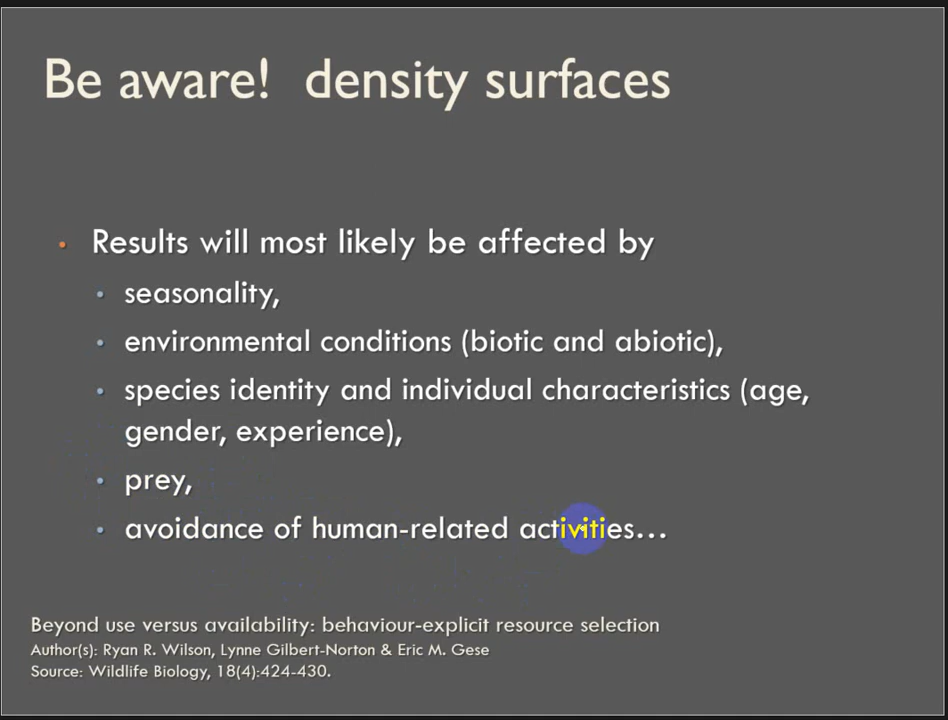 Be aware!  density surfaces
• Results will most likely be affected by
• seasonality,
• environmental conditions (biotic and abiotic),
• species identity and individual characteristics (age,
gender, experience),
• prey,
• avoidance of human-related activities…
Beyond use versus availability: behaviour-explicit resource selection
Author(s): Ryan R. Wilson, Lynne Gilbert-Norton & Eric M. Gese
Source: Wildlife Biology, 18(4):424-430.